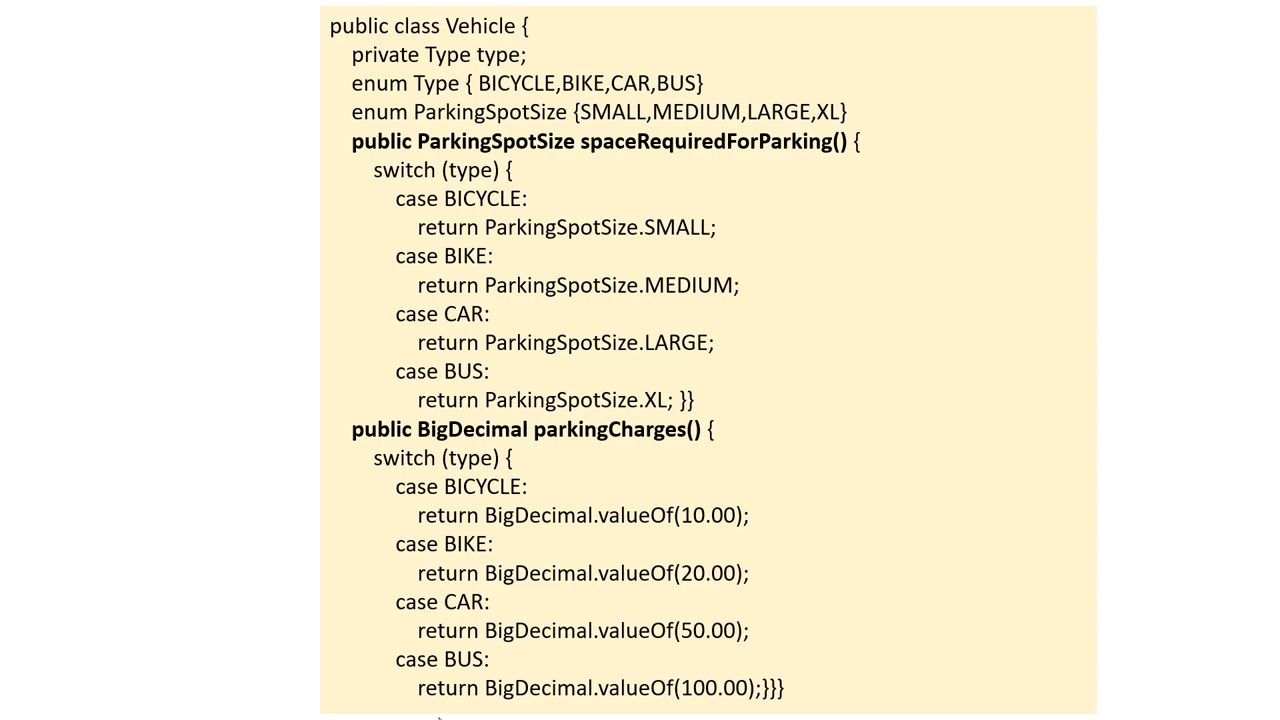 public class Vehicle {
private Type type;
enum Type { BICYCLE,BIKE,CAR,BUS}
enum ParkingSpotSize {SMALL,MEDIUM,LARGE,XL}
public ParkingSpotSize spaceRequiredForParking() {
switch (type) {
case BICYCLE:
return ParkingSpotSize.SMALL;
case BIKE:
return ParkingSpotSize.MEDIUM;
case CAR:
return ParkingSpotSize.LARGE;
case BUS:
return ParkingSpotSize.XL; }}
public BigDecimal parkingCharges() {
switch (type) {
case BICYCLE:
return BigDecimal.valueOf(10.00);
case BIKE:
return BigDecimal.valueOf(20.00);
case CAR:
return BigDecimal.valueOf(50.00);
case BUS:
return BigDecimal.valueOf(100.00);}}}